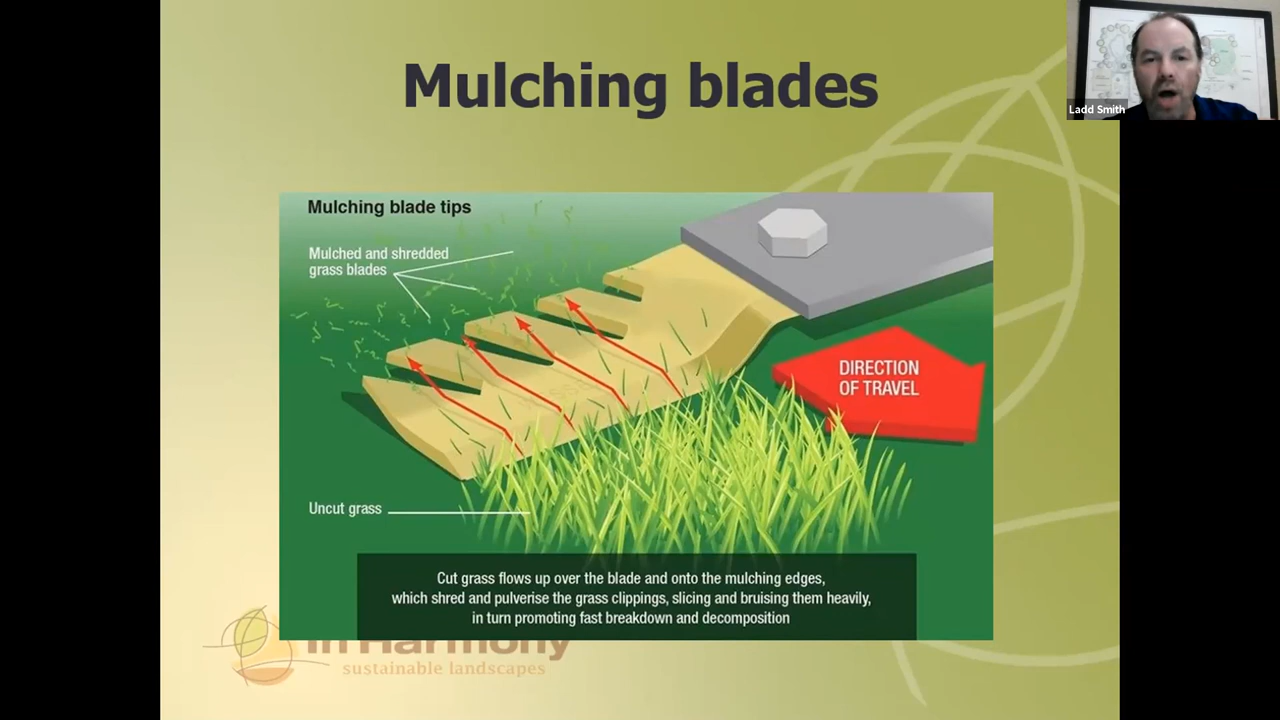 Mulching blades
Ladd Smith
Mulching blade tips
Mulched and shredded
grass blades
DIRECTION
OF TRAVEL
Uncut grass
Cut grass flows up over the blade and onto the mulching edges,
which shred and pulverise the grass clippings, slicing and bruising them heavily,
in turn promoting fast breakdown and decomposition
In Harmony
sustainable landscapes